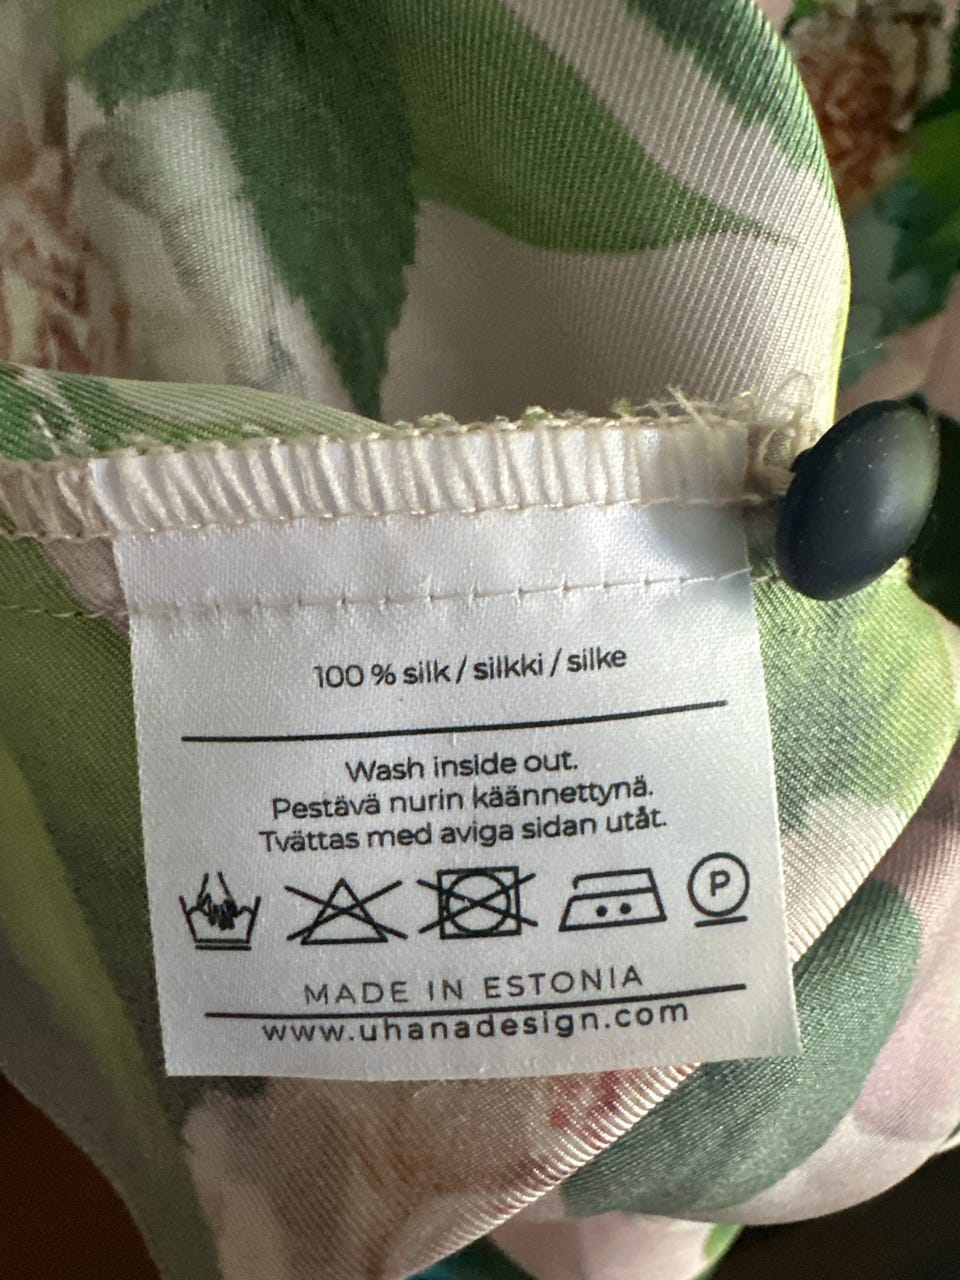 100 % silk / silkki / silke
Wash inside out.
Pestävä nurin käännettynä.
Tvättas med aviga sidan utåt.
P
MADE IN ESTONIA
www.uhanadesign.com